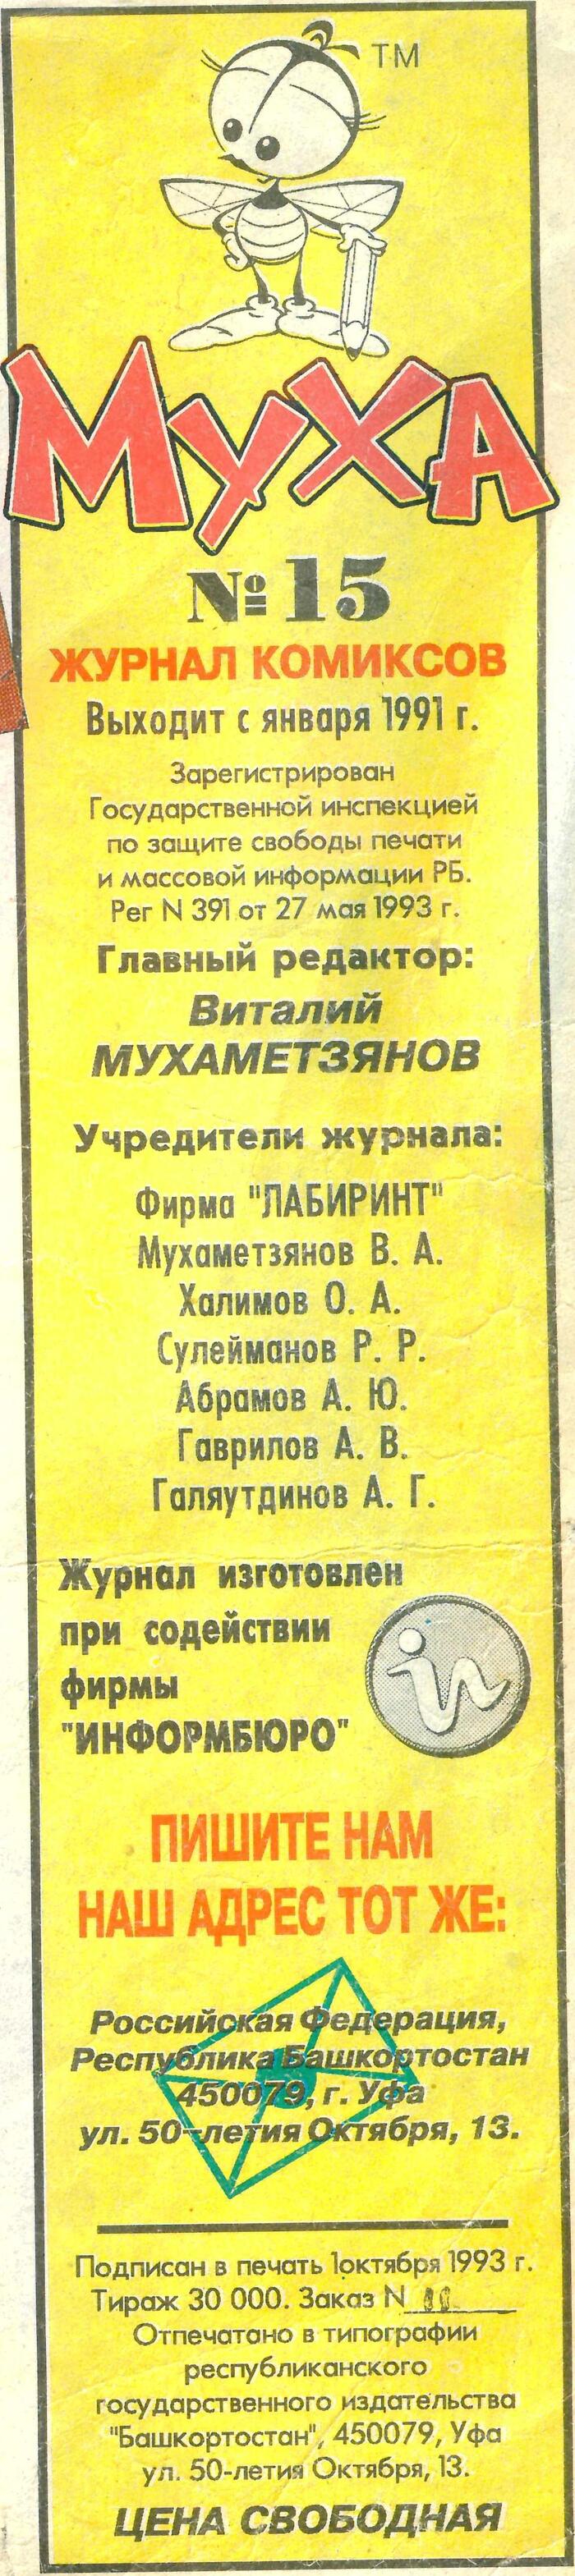 TM
МУХА
№ 15
ЖУРНАЛ КОМИКСОВ
Выходит с января 1991 г.
Зарегистрирован
Государственной инспекцией
по защите свободы печати
и массовой информации РБ.
Рег N 391 от 27 мая 1993 г.
Главный редактор:
Виталий
МУХАМЕТЗЯНОВ
Учредители журнала:
Фирма "ЛАБИРИНТ"
Мухаметзянов В. А.
Халимов О. А.
Сулейманов Р. Р.
Абрамов А. Ю.
Гаврилов А. В.
Галяутдинов А. Г.
Журнал изготовлен
при содействии
фирмы
"ИНФОРМБЮРО"
ПИШИТЕ НАМ
НАШ АДРЕС ТОТ ЖЕ:
Российская Федерация,
Республика Башкортостан
450079, г. Уфа
ул. 50-летия Октября, 13.
Подписан в печать 1октября 1993 г.
Тираж 30 000. Заказ N
Отпечатано в типографии
республиканского
государственного издательства
"Башкортостан", 450079, Уфа
ул. 50-летия Октября, 13.
ЦЕНА СВОБОДНАЯ